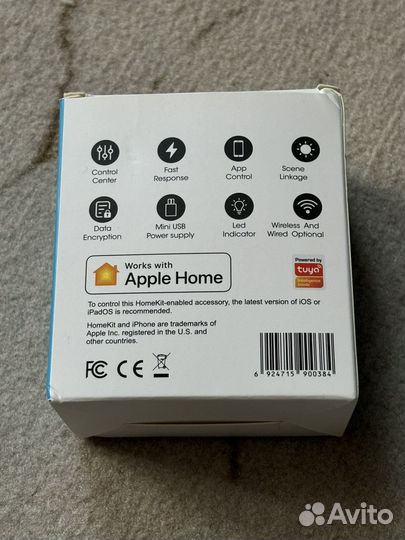 Control
Center
Fast
Response
App
Control
Scene
Linkage
Data
Encryption
Mini USB
Power supply
Led
Indicator
Wireless And
Wired Optional
Works with
Apple Home
Powered by
tuya
Intelligence
Inside
To control this HomeKit-enabled accessory, the latest version of iOS or
iPadOS is recommended.
HomeKit and iPhone are trademarks of
Apple Inc. registered in the U.S. and
other countries.
FC CE
6 924715 900384
Avito